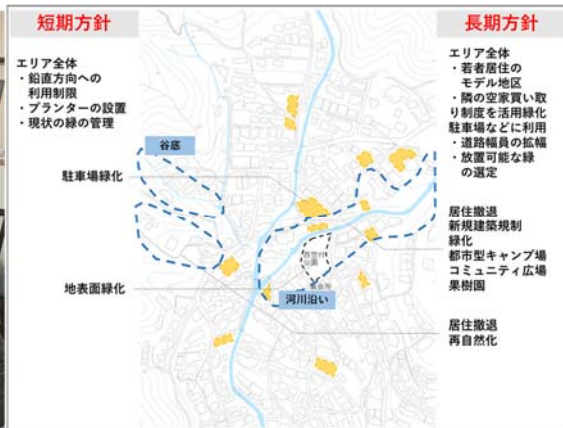 短期方針
エリア全体
・鉛直方向への
利用制限
・プランターの設置
・現状の緑の管理
谷底
駐車場緑化
地表面緑化
河川沿い
公園
長期方針
エリア全体
・若者居住の
モデル地区
・隣の空家買い取
り制度を活用緑化
駐車場などに利用
・道路幅員の拡幅
・放置可能な緑
の選定
居住撤退
新規建築規制
緑化
都市型キャンプ場
コミュニティ広場
果樹園
居住撤退
再自然化